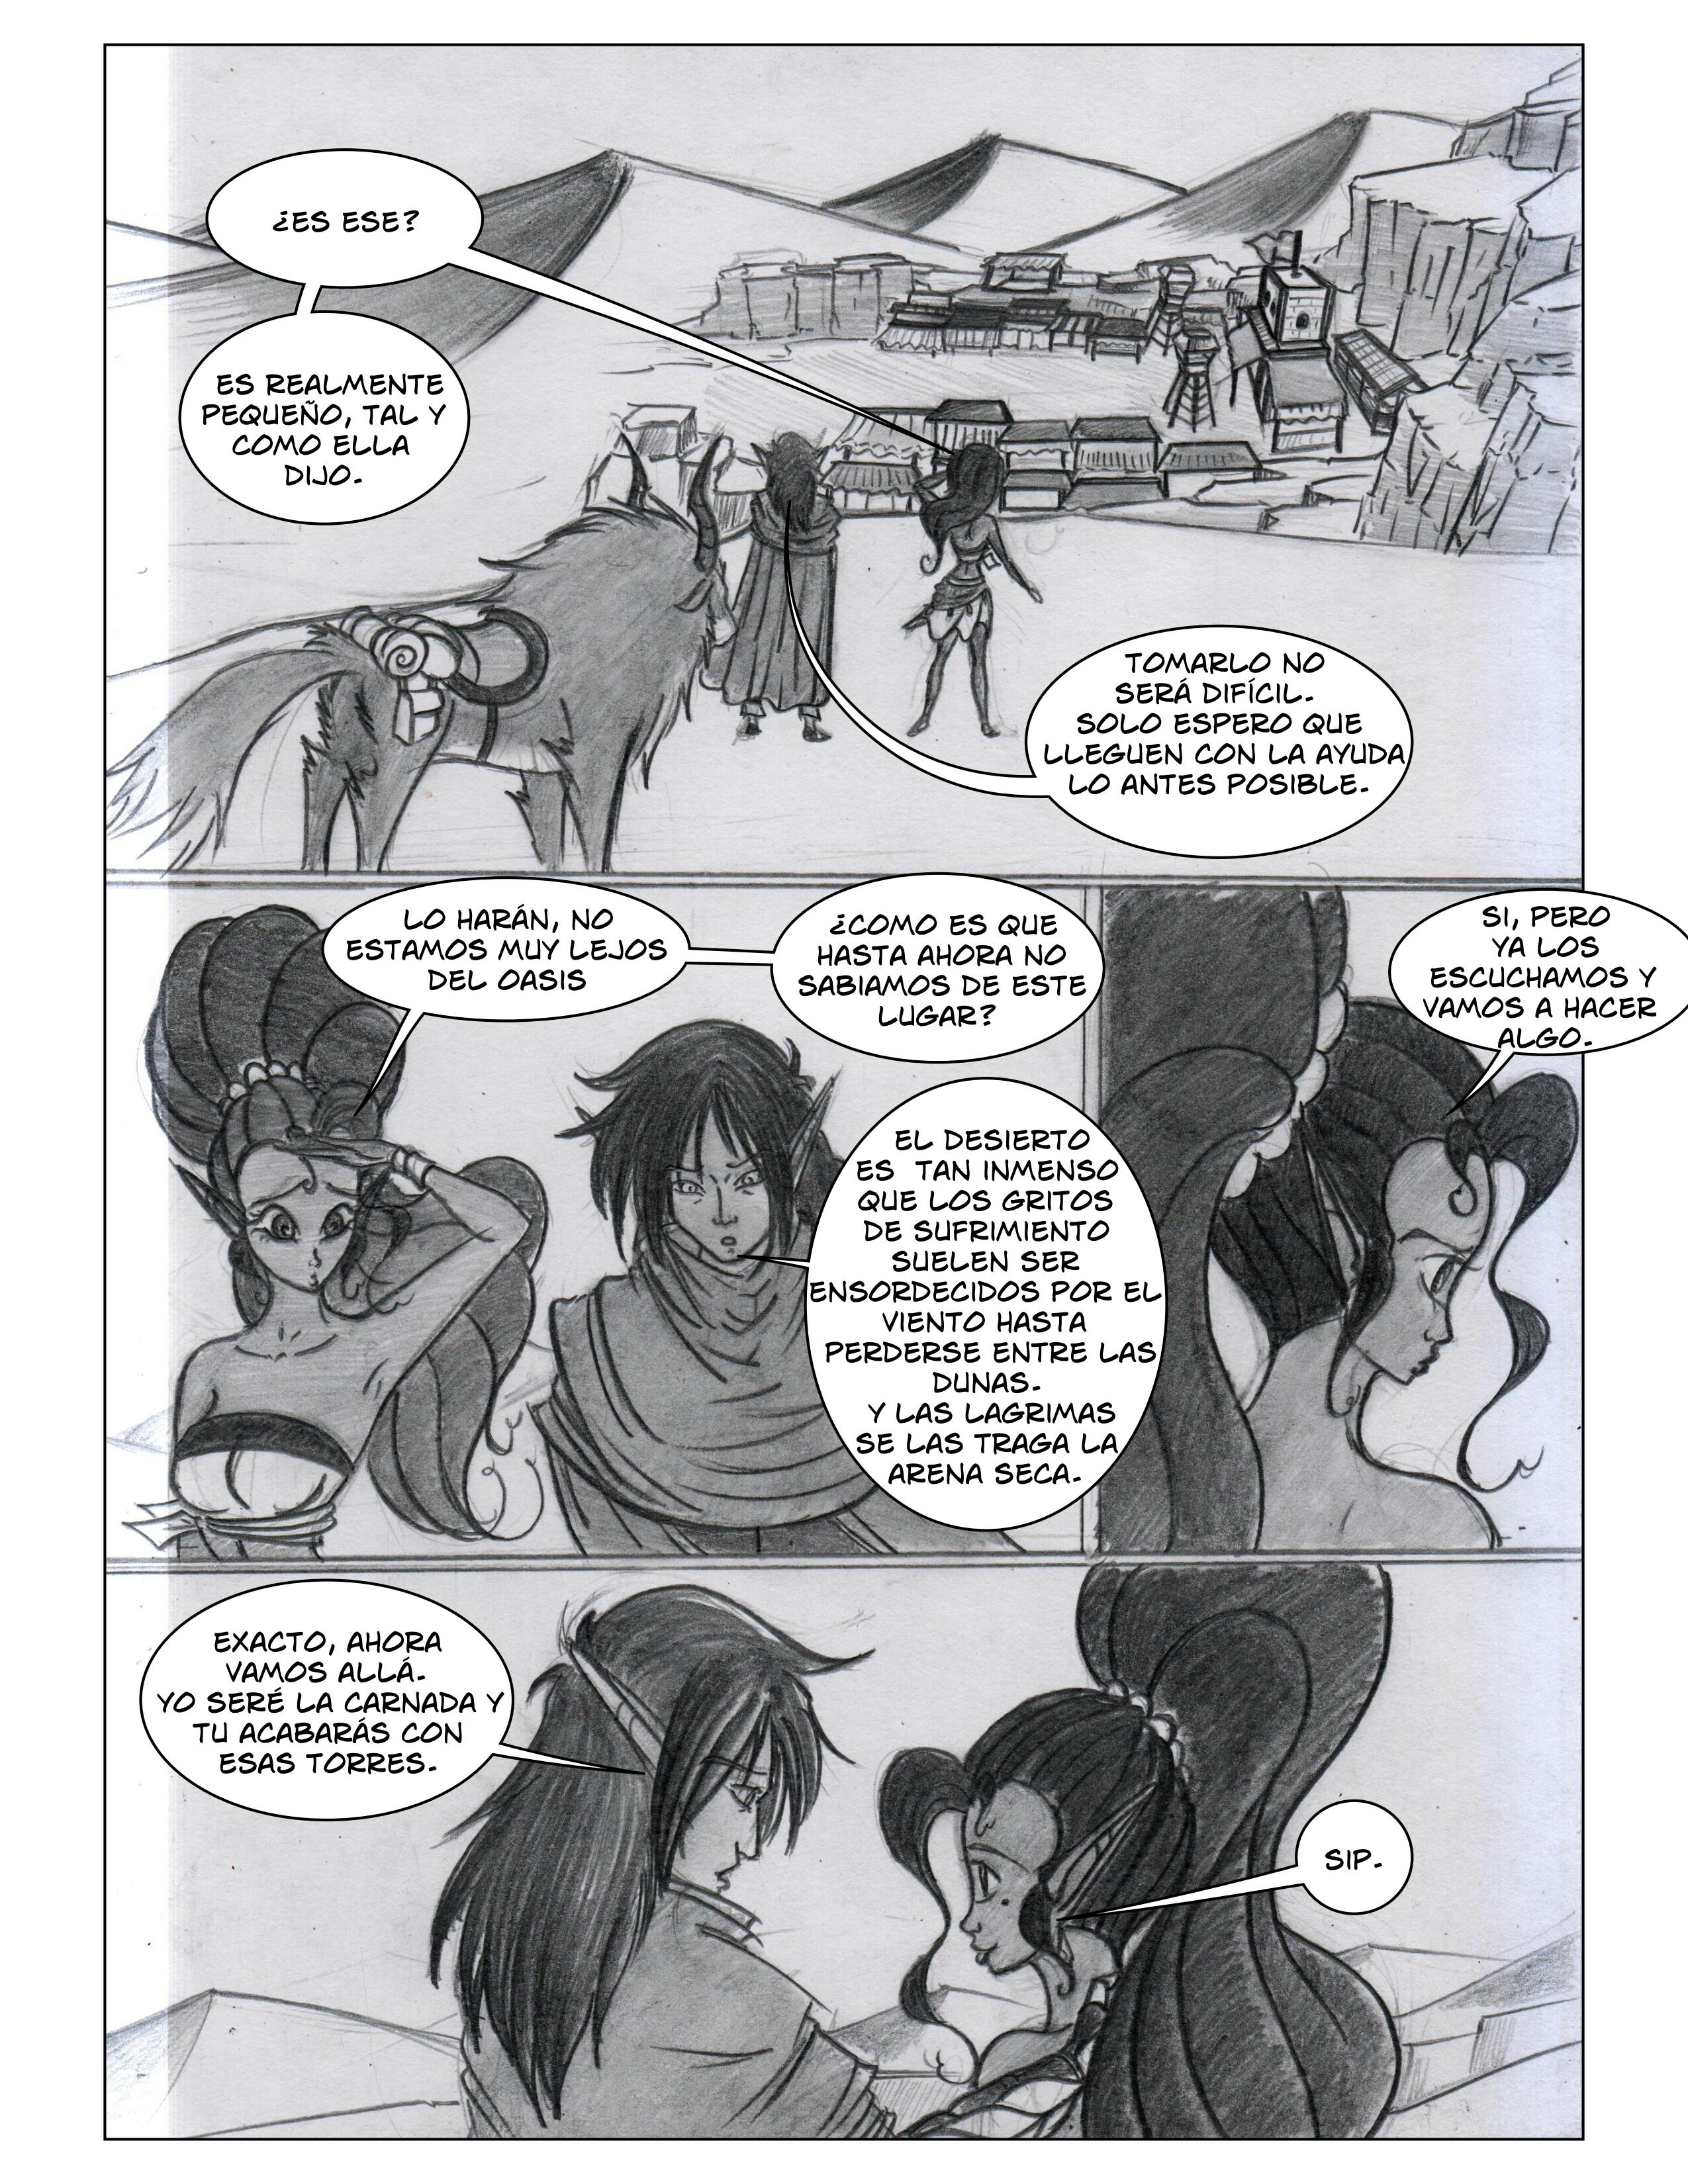 ¿ES ESE?
ES REALMENTE
PEQUEÑO, TAL Y
COMO ELLA
DIJO.
TOMARLO NO
SERÁ DIFÍCIL.
SOLO ESPERO QUE
LLEGUEN CON LA AYUDA
LO ANTES POSIBLE.
LO HARÁN, NO
ESTAMOS MUY LEJOS
DEL OASIS
¿COMO ES QUE
HASTA AHORA NO
SABIAMOS DE ESTE
LUGAR?
EL DESIERTO
ES TAN INMENSO
QUE LOS GRITOS
DE SUFRIMIENTO
SUELEN SER
ENSORDECIDOS POR EL
VIENTO HASTA
PERDERSE ENTRE LAS
DUNAS.
Y LAS LAGRIMAS
SE LAS TRAGA LA
ARENA SECA.
SI, PERO
YA LOS
ESCUCHAMOS Y
VAMOS A HACER
ALGO.
EXACTO, AHORA
VAMOS ALLÁ.
YO SERÉ LA CARNADA Y
TU ACABARÁS CON
ESAS TORRES.
SIP.